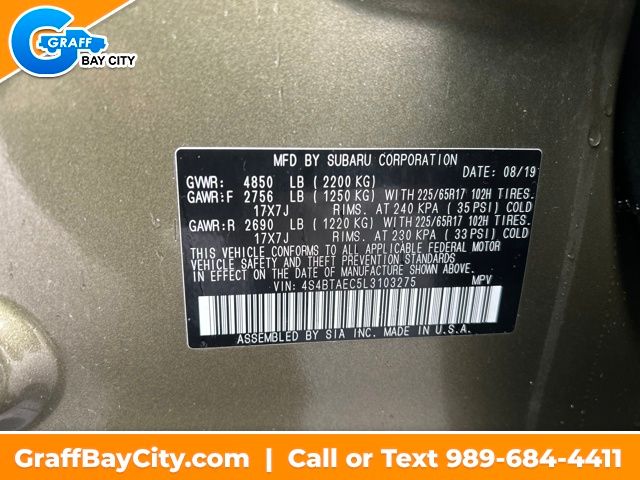 GRAFF
BAY CITY
MFD BY SUBARU CORPORATION
DATE: 08/19
GVWR: 4850 LB (2200 KG)
GAWR:F 2756 LB (1250 KG) WITH 225/65R17 102H TIRES.
17X7J RIMS. AT 240 KPA (35 PSI) COLD
GAWR:R 2690 LB (1220 KG) WITH 225/65R17 102H TIRES.
17X7J RIMS. AT 230 KPA (33 PSI) COLD
THIS VEHICLE CONFORMS TO ALL APPLICABLE FEDERAL MOTOR
VEHICLE SAFETY, BUMPER, AND THEFT PREVENTION STANDARDS
IN EFFECT ON THE DATE OF MANUFACTURE SHOWN ABOVE.
VIN: 4S4BTAEC5L3103275 MPV
ASSEMBLED BY SIA INC. MADE IN U.S.A.
GraffBayCity.com | Call or Text 989-684-4411